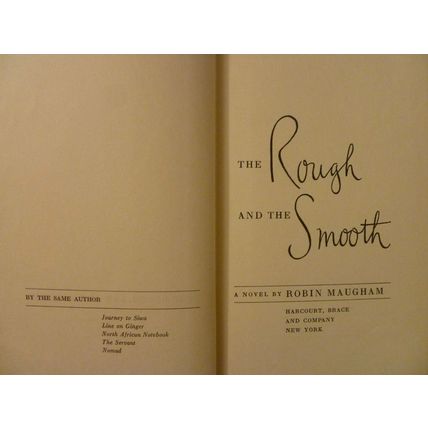 BY THE SAME AUTHOR
Journey to Siwa
Line on Ginger
North African Notebook
The Servant
Nomad
THE Rough
AND THE Smooth
A NOVEL BY ROBIN MAUGHAM
HARCOURT, BRACE
AND COMPANY
NEW YORK